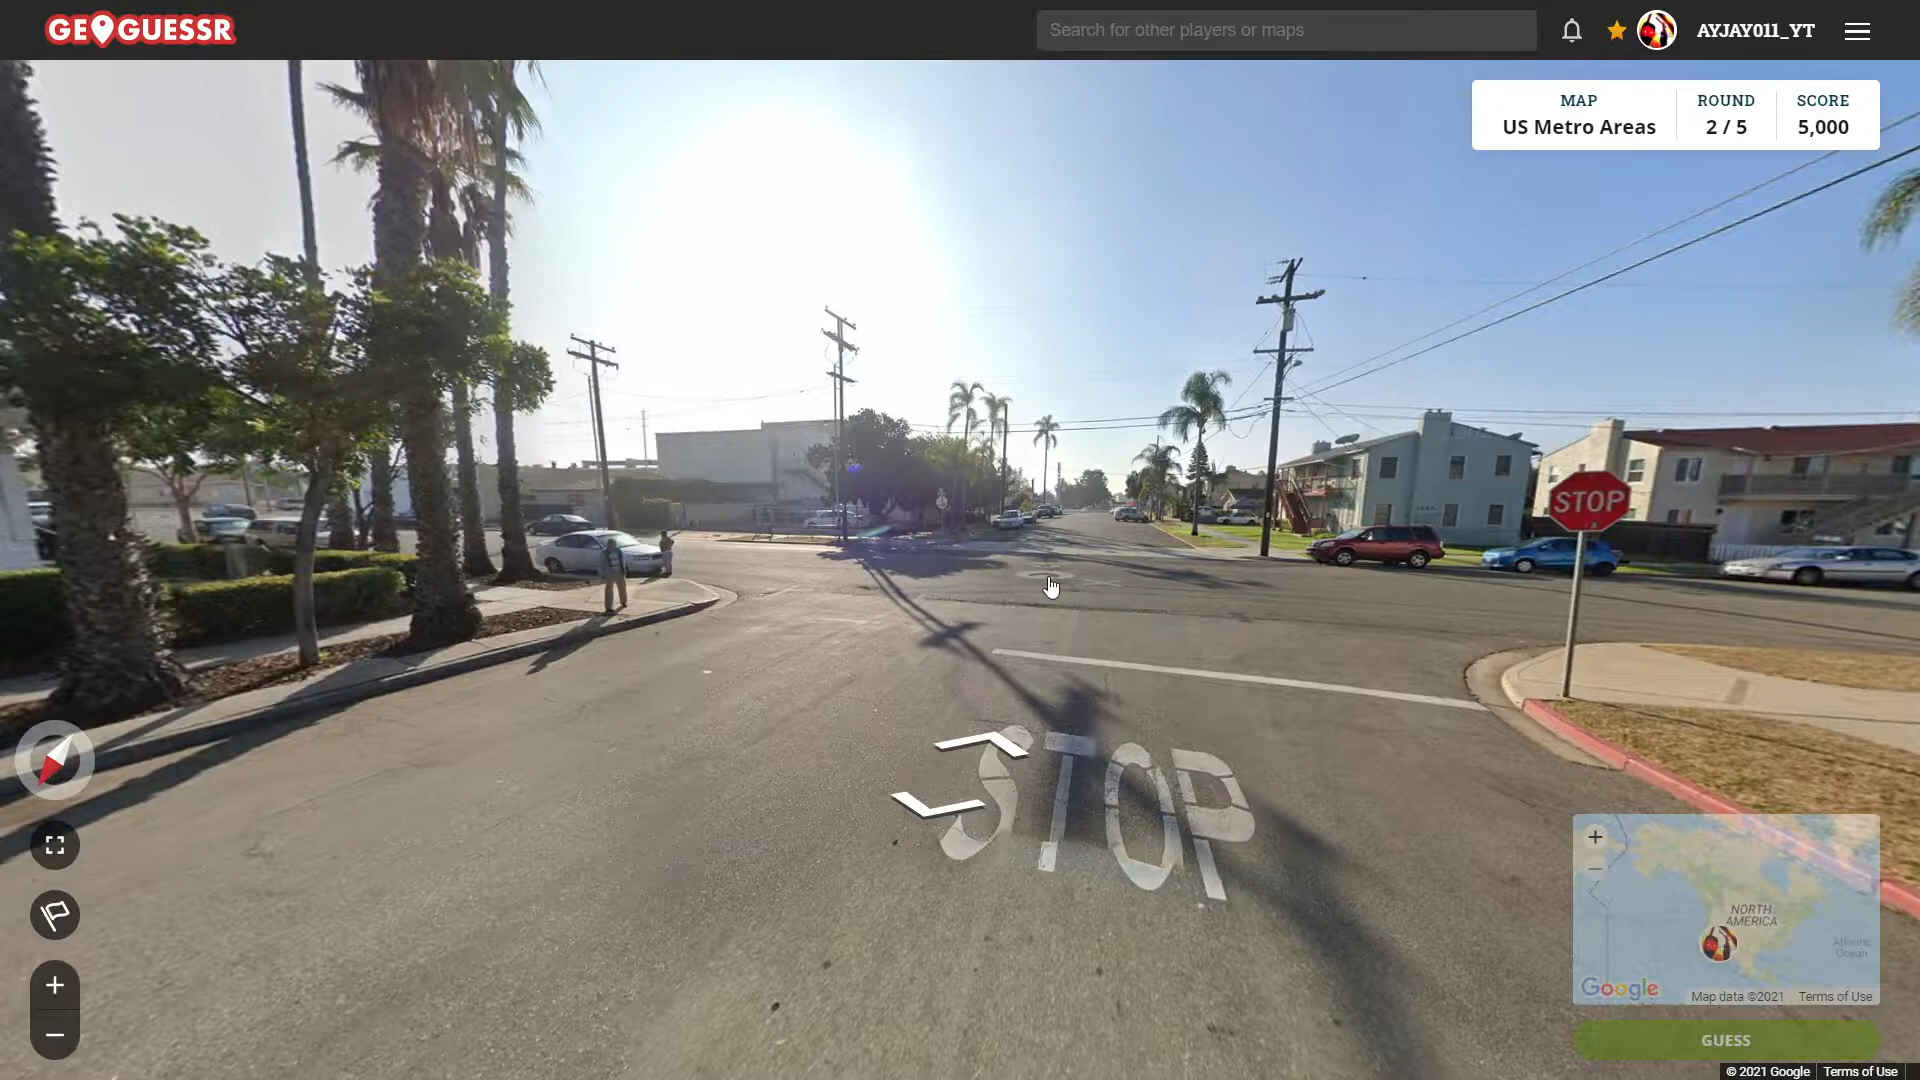 GEOGUESSR
Search for other players or maps
AYJAY011_YT
MAP
US Metro Areas
ROUND
2 / 5
SCORE
5,000
STOP
STOP
+
−
NORTH
AMERICA
Atlantic
Ocean
Google
Map data ©2021
Terms of Use
+
−
GUESS
© 2021 Google
Terms of Use